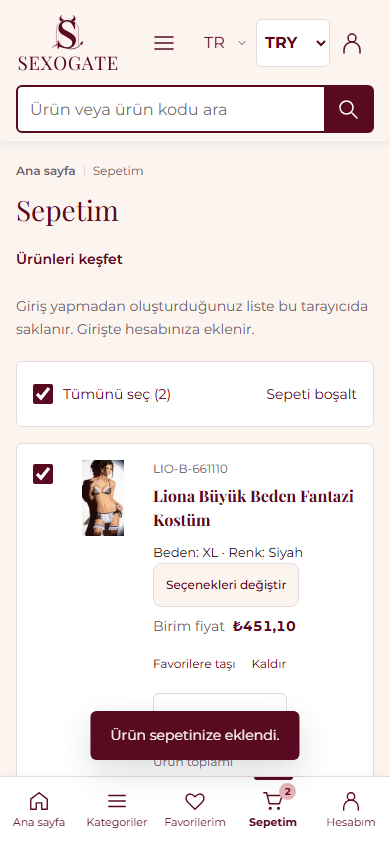 SEXOGATE
TR
TRY
Ürün veya ürün kodu ara
Ana sayfa | Sepetim
Sepetim
Ürünleri keşfet
Giriş yapmadan oluşturduğunuz liste bu tarayıcıda
saklanır. Girişte hesabınıza eklenir.
Tümünü seç (2)
Sepeti boşalt
LIO-B-661110
Liona Büyük Beden Fantazi
Kostüm
Beden: XL · Renk: Siyah
Seçenekleri değiştir
Birim fiyat ₺451,10
Favorilere taşı
Kaldır
Ürün sepetinize eklendi.
Ürün toplamı
2
Ana sayfa
Kategoriler
Favorilerim
Sepetim
Hesabım